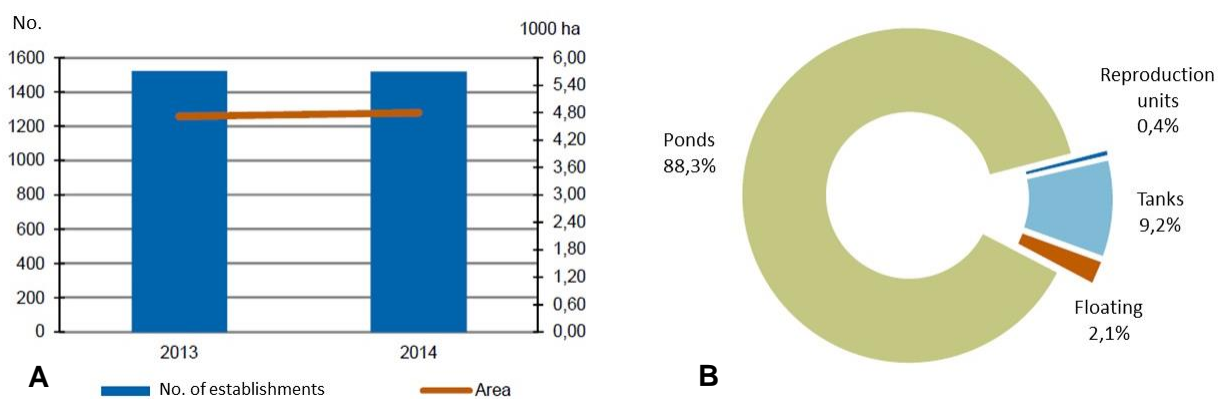 No.
1000 ha
1600
1400
1200
1000
800
600
400
200
0
6,00
5,40
4,80
4,20
3,60
3,00
2,40
1,80
1,20
0,60
0,00
2013
2014
A
No. of establishments
Area
Ponds
88,3%
Reproduction
units
0,4%
Tanks
9,2%
Floating
2,1%
B